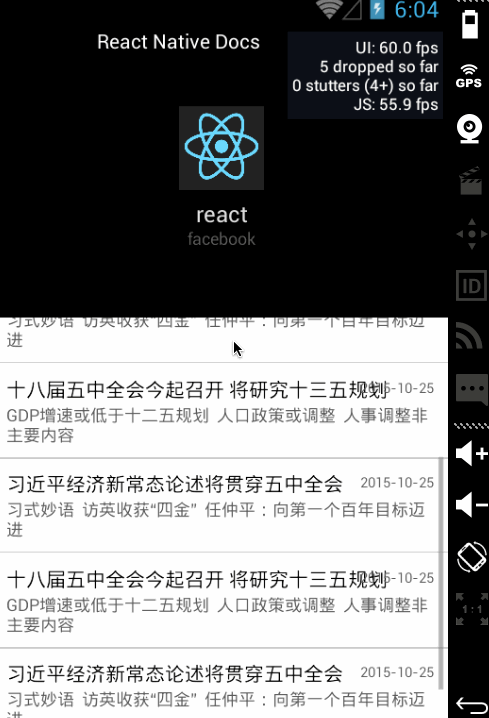 6:04
React Native Docs
UI: 60.0 fps
5 dropped so far
0 stutters (4+) so far
JS: 55.9 fps
react
facebook
习式妙语 访英收获“四金” 任仲平：向第一个百年目标迈
进
十八届五中全会今起召开 将研究十三五规划
-10-25
GDP增速或低于十二五规划 人口政策或调整 人事调整非
主要内容
习近平经济新常态论述将贯穿五中全会
2015-10-25
习式妙语 访英收获“四金” 任仲平：向第一个百年目标迈
进
十八届五中全会今起召开 将研究十三五规划
-10-25
GDP增速或低于十二五规划 人口政策或调整 人事调整非
主要内容
习近平经济新常态论述将贯穿五中全会
2015-10-25
习式妙语 访英收获“四金” 任仲平：向第一个百年目标迈
GPS
ID
1:1